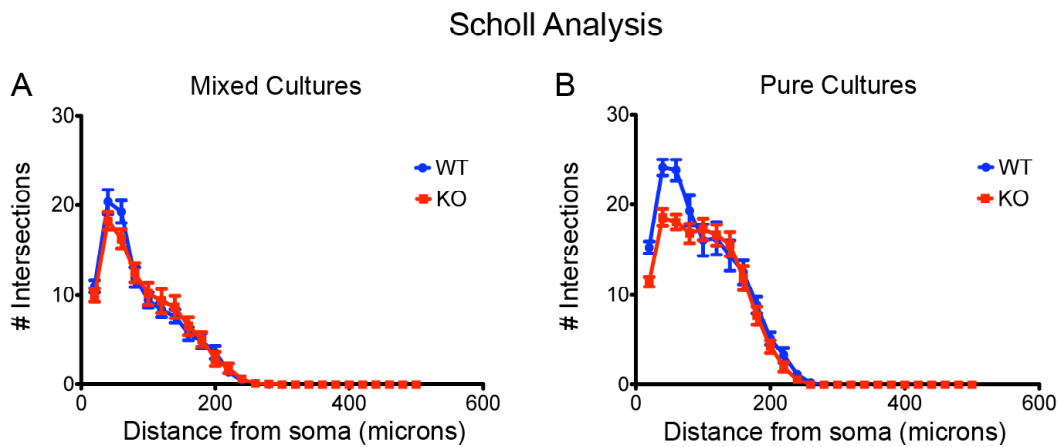 Scholl Analysis
A
Mixed Cultures
30
20
10
0
# Intersections
WT
KO
0
200
400
600
Distance from soma (microns)
B
Pure Cultures
30
20
10
0
# Intersections
WT
KO
0
200
400
600
Distance from soma (microns)